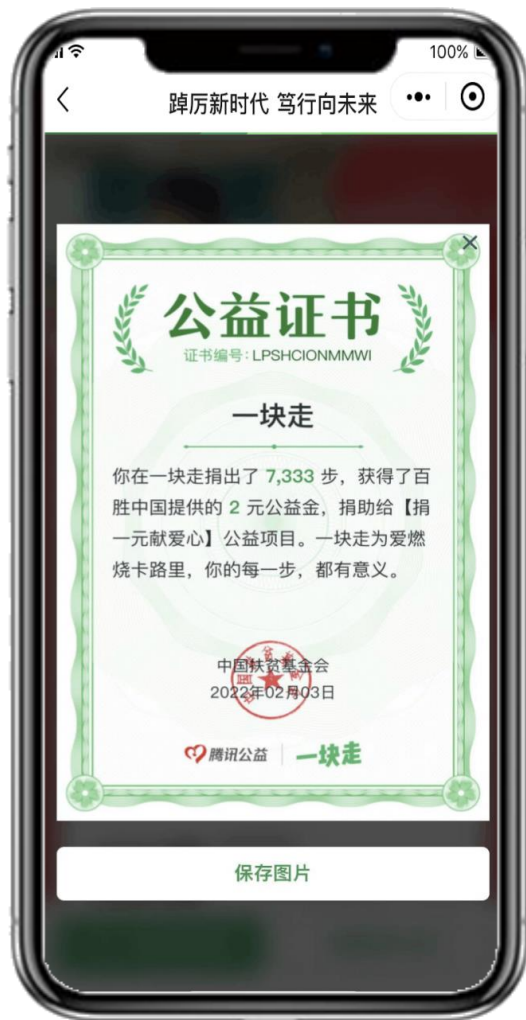 100%
踔厉新时代 笃行向未来
公益证书
证书编号:LPSHCIONMMWI
一块走
你在一块走捐出了 7,333 步,获得了百
胜中国提供的 2 元公益金,捐助给【捐
一元献爱心】公益项目。一块走为爱燃
烧卡路里,你的每一步,都有意义。
中国扶贫基金会
2022年02月03日
腾讯公益 一块走
保存图片